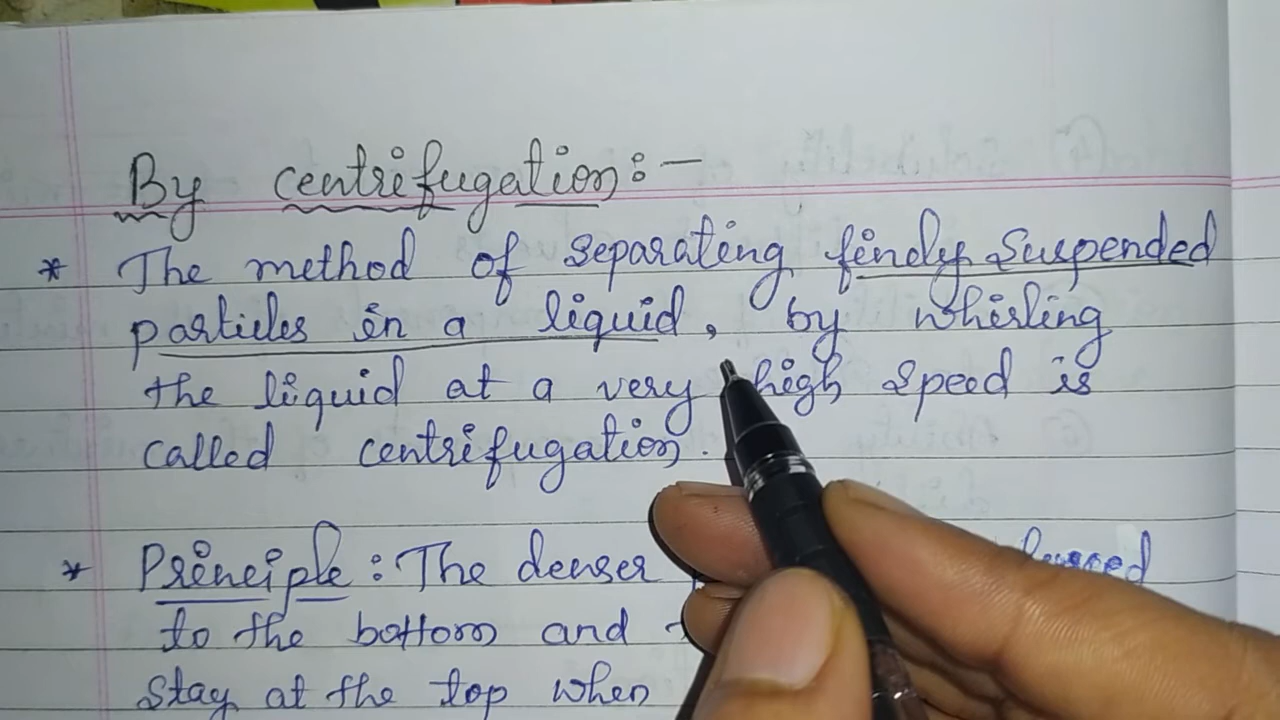 By centrifugation:-
* The method of separating finely suspended
particles in a liquid, by whirling
the liquid at a very high speed is
called centrifugation.
* Principle: The denser forced
to the bottom and
stay at the top when